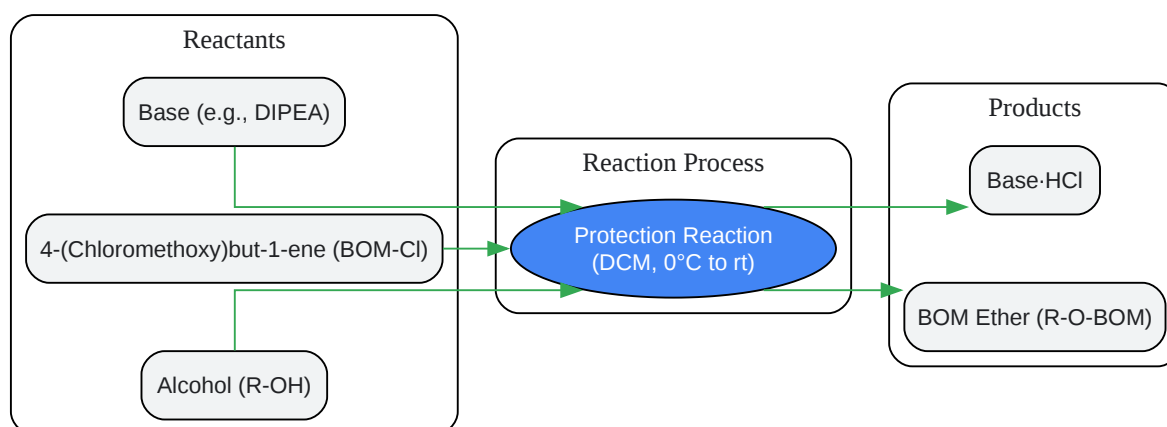 Reactants
Base (e.g., DIPEA)
4-(Chloromethoxy)but-1-ene (BOM-Cl)
Alcohol (R-OH)
Reaction Process
Protection Reaction
(DCM, 0°C to rt)
Products
Base·HCl
BOM Ether (R-O-BOM)